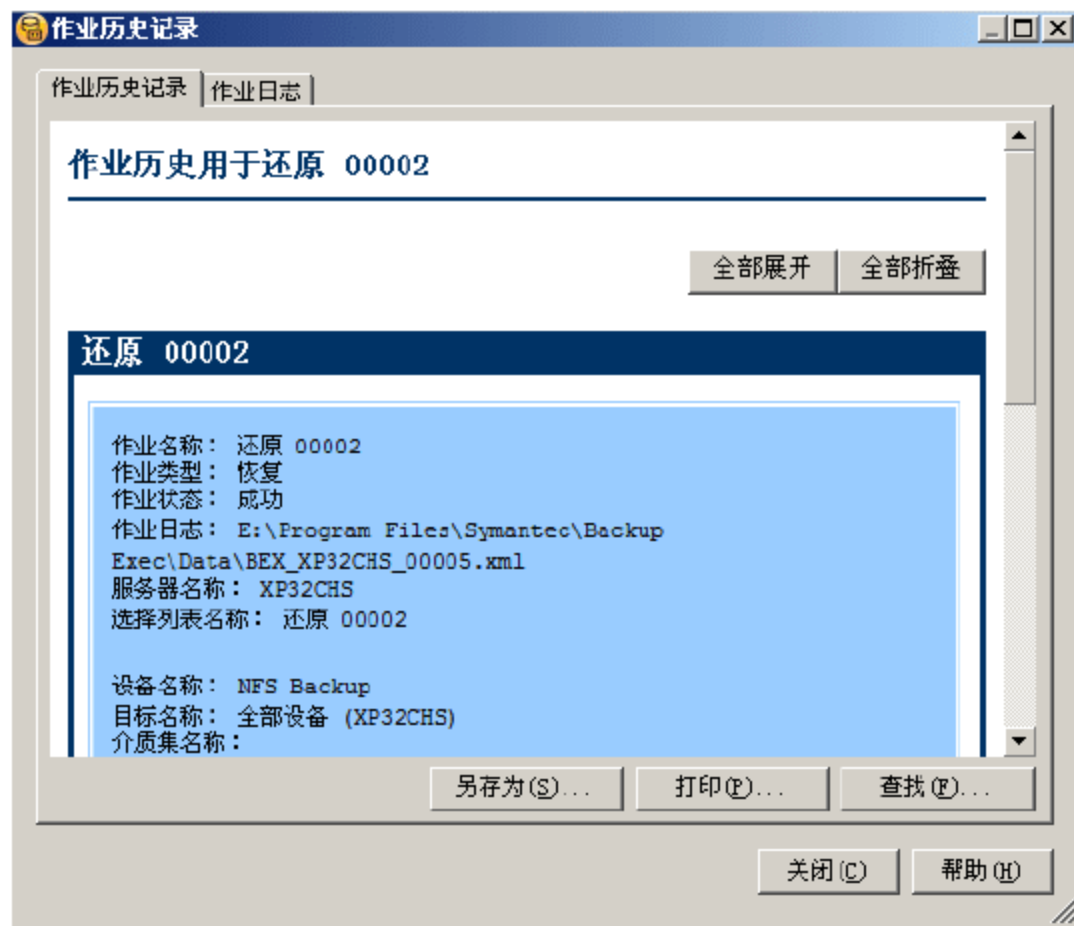 作业历史记录
作业历史记录 作业日志
作业历史用于还原 00002
全部展开 全部折叠
还原 00002
作业名称： 还原 00002
作业类型： 恢复
作业状态： 成功
作业日志： E:\Program Files\Symantec\Backup
Exec\Data\BEX_XP32CHS_00005.xml
服务器名称： XP32CHS
选择列表名称： 还原 00002
设备名称： NFS Backup
目标名称： 全部设备 (XP32CHS)
介质集名称：
另存为(S)... 打印(P)... 查找(F)...
关闭(C) 帮助(H)